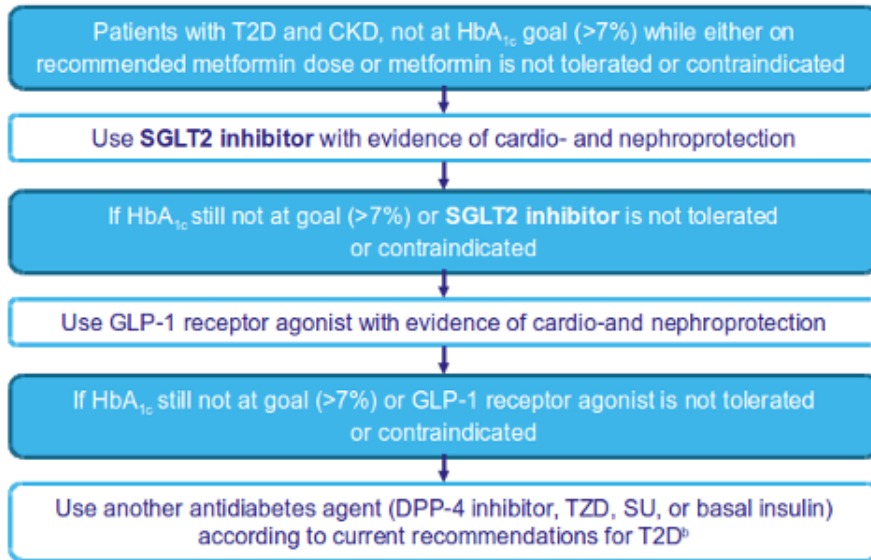 Patients with T2D and CKD, not at HbA1c goal (>7%) while either on
recommended metformin dose or metformin is not tolerated or contraindicated
Use SGLT2 inhibitor with evidence of cardio- and nephroprotection
If HbA1c still not at goal (>7%) or SGLT2 inhibitor is not tolerated
or contraindicated
Use GLP-1 receptor agonist with evidence of cardio-and nephroprotection
If HbA1c still not at goal (>7%) or GLP-1 receptor agonist is not tolerated
or contraindicated
Use another antidiabetes agent (DPP-4 inhibitor, TZD, SU, or basal insulin)
according to current recommendations for T2Dᵇ